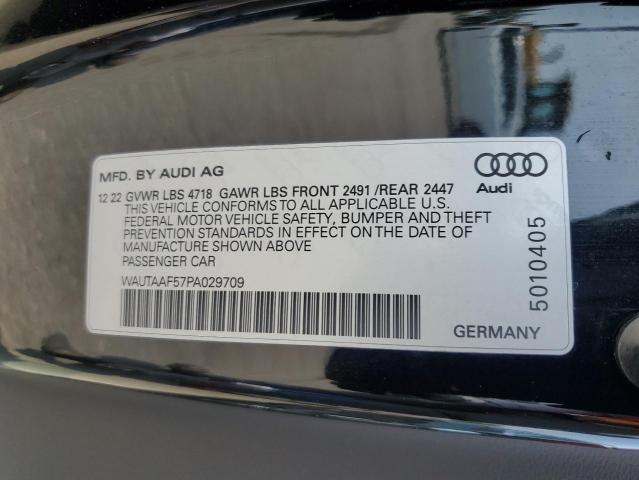 MFD. BY AUDI AG
Audi
12 22 GVWR LBS 4718 GAWR LBS FRONT 2491 /REAR 2447
THIS VEHICLE CONFORMS TO ALL APPLICABLE U.S.
FEDERAL MOTOR VEHICLE SAFETY, BUMPER AND THEFT
PREVENTION STANDARDS IN EFFECT ON THE DATE OF
MANUFACTURE SHOWN ABOVE
PASSENGER CAR
WAUTAAF57PA029709
GERMANY
5010405